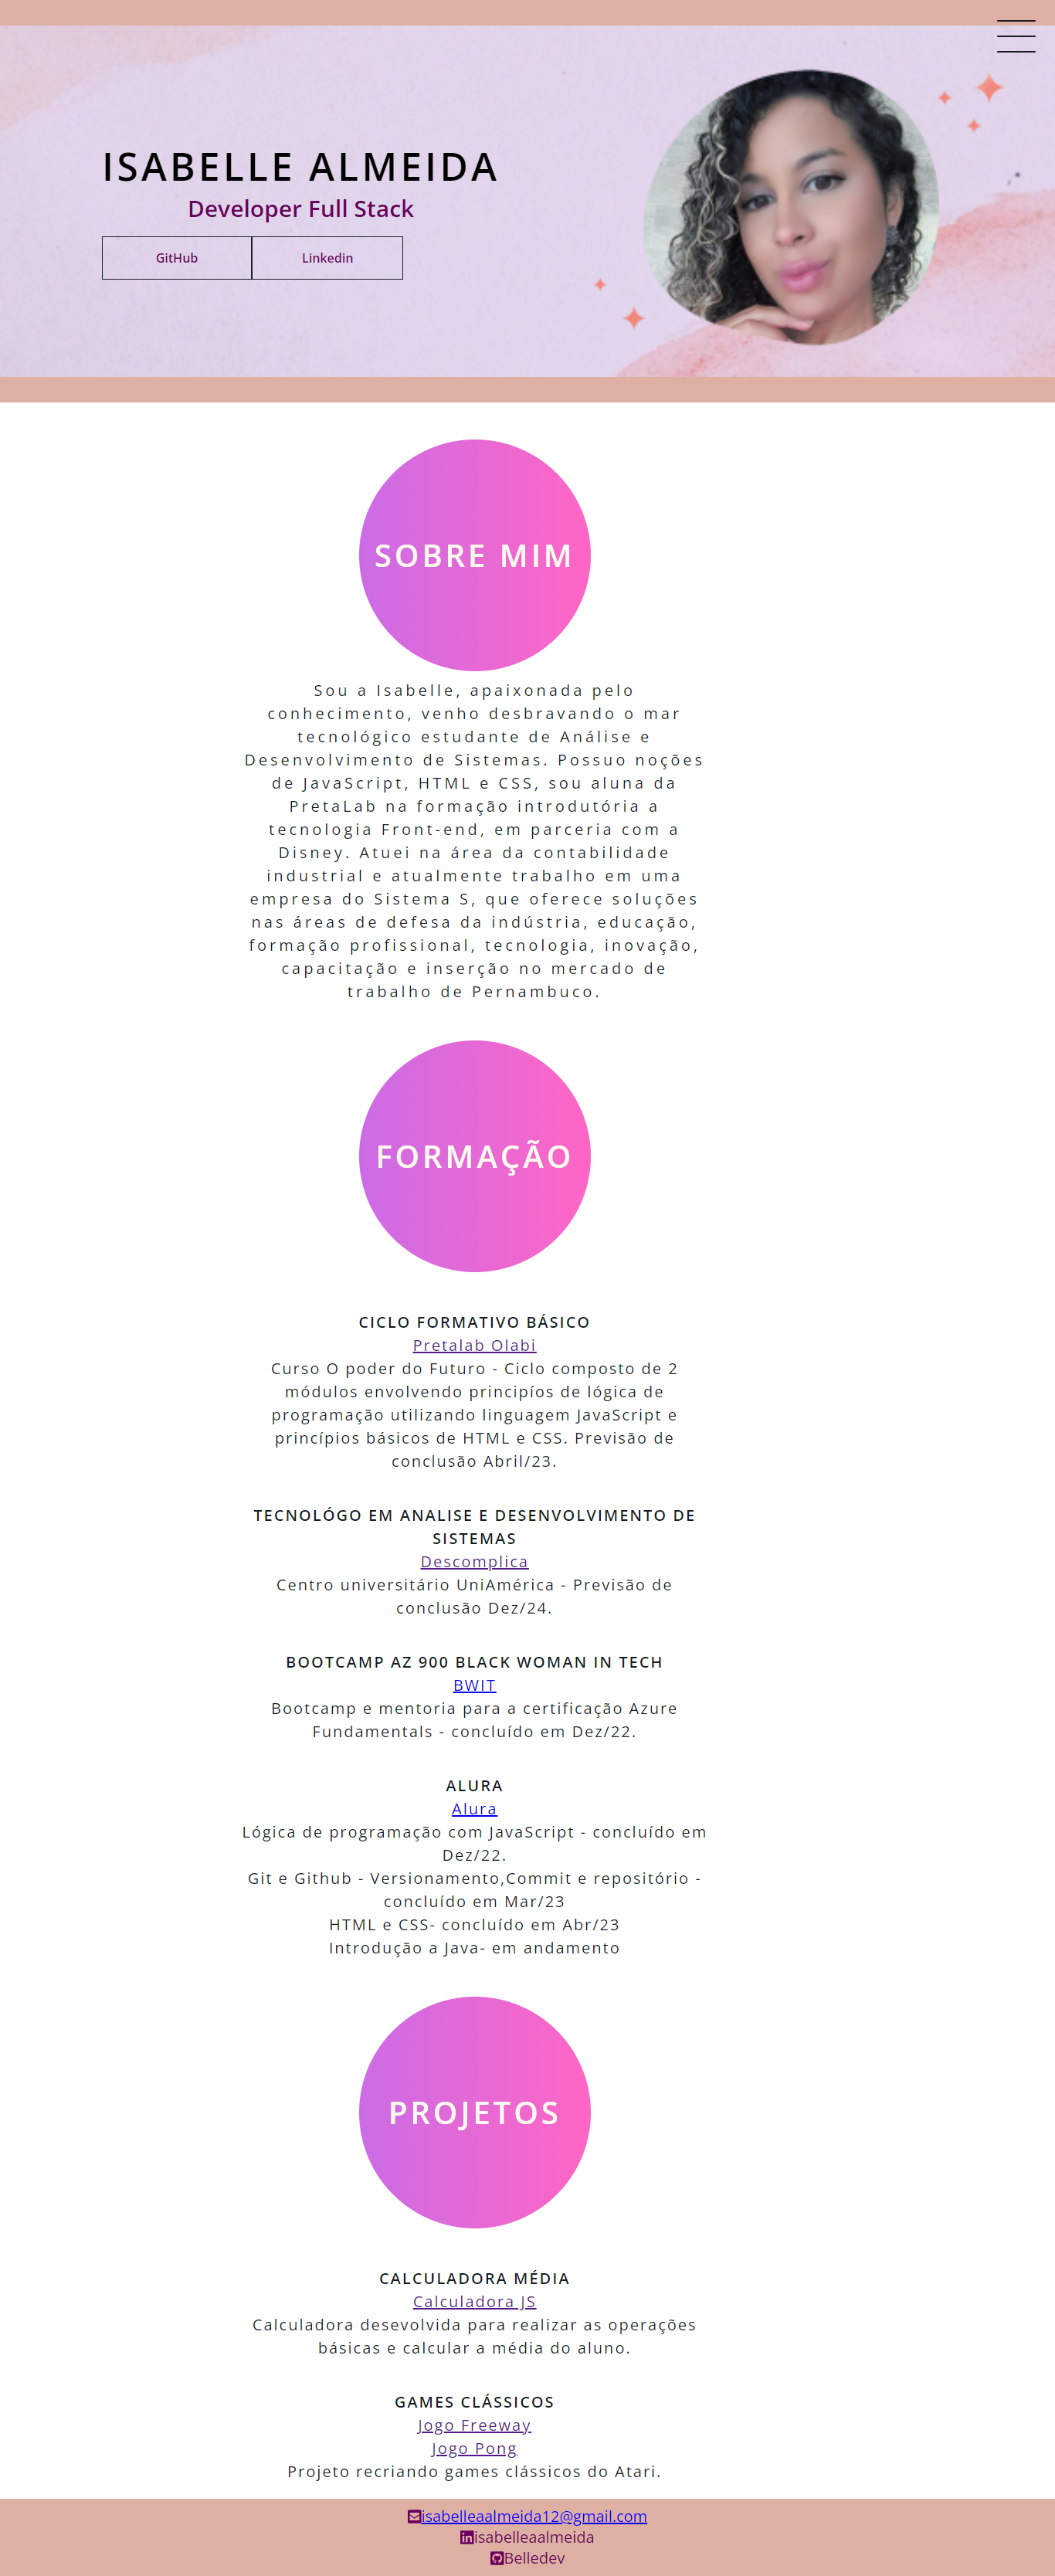 ISABELLE ALMEIDA
Developer Full Stack
GitHub
Linkedin
SOBRE MIM
Sou a Isabelle, apaixonada pelo
conhecimento, venho desbravando o mar
tecnológico estudante de Análise e
Desenvolvimento de Sistemas. Possuo noções
de JavaScript, HTML e CSS, sou aluna da
PretaLab na formação introdutória a
tecnologia Front-end, em parceria com a
Disney. Atuei na área da contabilidade
industrial e atualmente trabalho em uma
empresa do Sistema S, que oferece soluções
nas áreas de defesa da indústria, educação,
formação profissional, tecnologia, inovação,
capacitação e inserção no mercado de
trabalho de Pernambuco.
FORMAÇÃO
CICLO FORMATIVO BÁSICO
Pretalab Olabi
Curso O poder do Futuro - Ciclo composto de 2
módulos envolvendo principíos de lógica de
programação utilizando linguagem JavaScript e
princípios básicos de HTML e CSS. Previsão de
conclusão Abril/23.
TECNOLÓGO EM ANALISE E DESENVOLVIMENTO DE
SISTEMAS
Descomplica
Centro universitário UniAmérica - Previsão de
conclusão Dez/24.
BOOTCAMP AZ 900 BLACK WOMAN IN TECH
BWIT
Bootcamp e mentoria para a certificação Azure
Fundamentals - concluído em Dez/22.
ALURA
Alura
Lógica de programação com JavaScript - concluído em
Dez/22.
Git e Github - Versionamento,Commit e repositório -
concluído em Mar/23
HTML e CSS- concluído em Abr/23
Introdução a Java- em andamento
PROJETOS
CALCULADORA MÉDIA
Calculadora JS
Calculadora desevolvida para realizar as operações
básicas e calcular a média do aluno.
GAMES CLÁSSICOS
Jogo Freeway
Jogo Pong
Projeto recriando games clássicos do Atari.
isabelleaalmeida12@gmail.com
isabelleaalmeida
Belledev